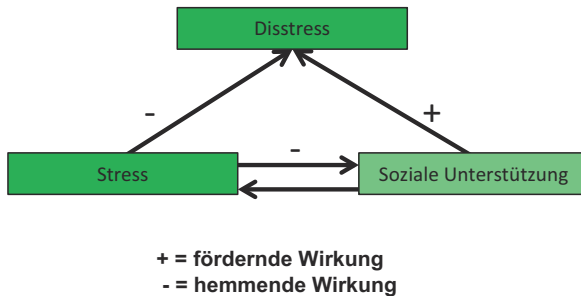 Disstress
-
+
-
Stress
Soziale Unterstützung
+ = fördernde Wirkung
- = hemmende Wirkung